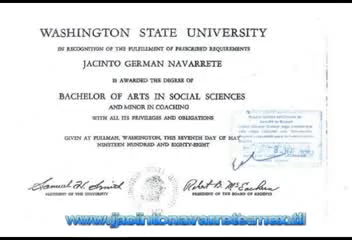 WASHINGTON STATE UNIVERSITY
IN RECOGNITION OF THE FULFILLMENT OF PRESCRIBED REQUIREMENTS
JACINTO GERMAN NAVARRETE
IS AWARDED THE DEGREE OF
BACHELOR OF ARTS IN SOCIAL SCIENCES
AND MINOR IN COACHING
WITH ALL ITS PRIVILEGES AND OBLIGATIONS
GIVEN AT PULLMAN, WASHINGTON, THIS SEVENTH DAY OF MAY
NINETEEN HUNDRED AND EIGHTY-EIGHT
Samuel H. Smith
PRESIDENT OF THE UNIVERSITY
PRESIDENT OF THE BOARD OF REGENTS